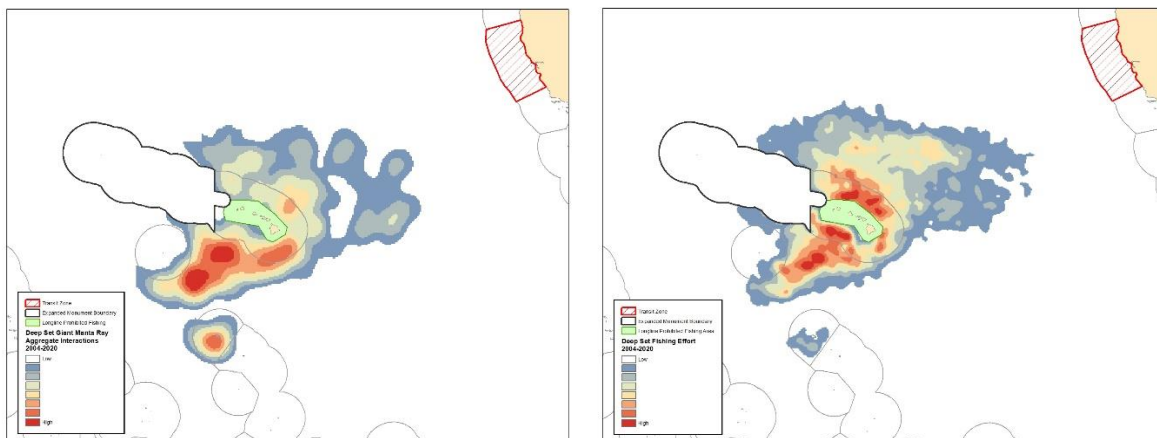 Transit Zone
Expanded Monument Boundary
Longline Prohibited Fishing
Deep Set Giant Manta Ray
Aggregate Interactions
2004-2020
Low
High
Transit Zone
Expanded Monument Boundary
Longline Prohibited Fishing Area
Deep Set Fishing Effort
2004-2020
Low
High